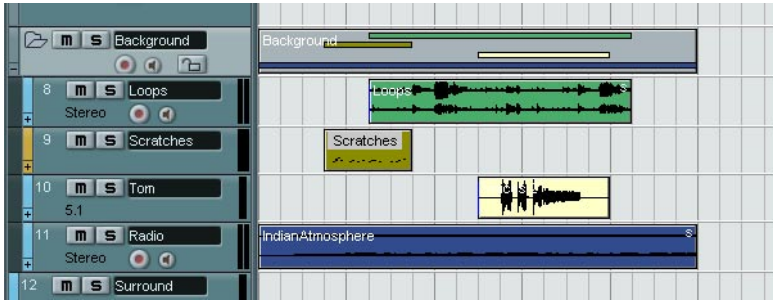 m S Background Background
8 m S Loops Loops S
Stereo
9 m S Scratches Scratches
10 m S Tom
5.1
11 m S Radio IndianAtmosphere S
Stereo
12 m S Surround